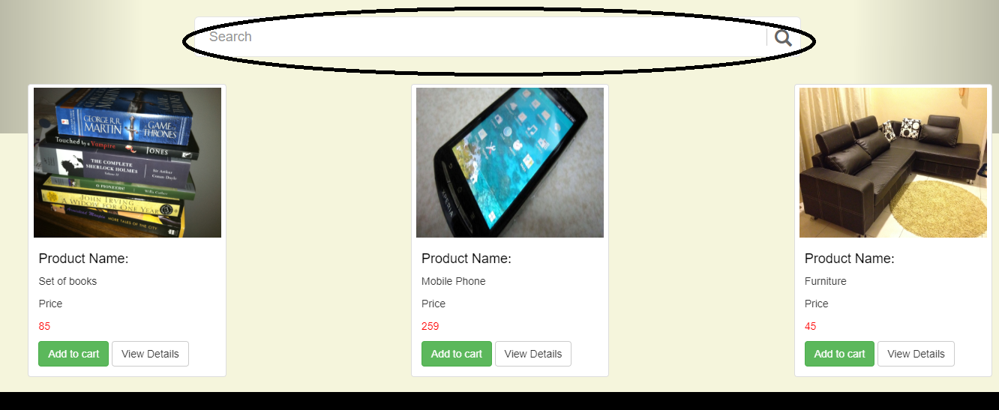 Search
GEORGE R.R.
MARTIN
A GAME OF
THRONES
Touched by a Vampire
JONES
THE COMPLETE
SHERLOCK HOLMES
Volume II
Sir Arthur
Conan Doyle
O PIONEERS!
Willa Cather
JOHN IRVING
A WIDOW FOR ONE YEAR
MORE TALES OF THE CITY
XPERIA
Product Name:
Set of books
Price
85
Add to cart View Details
Product Name:
Mobile Phone
Price
259
Add to cart View Details
Product Name:
Furniture
Price
45
Add to cart View Details